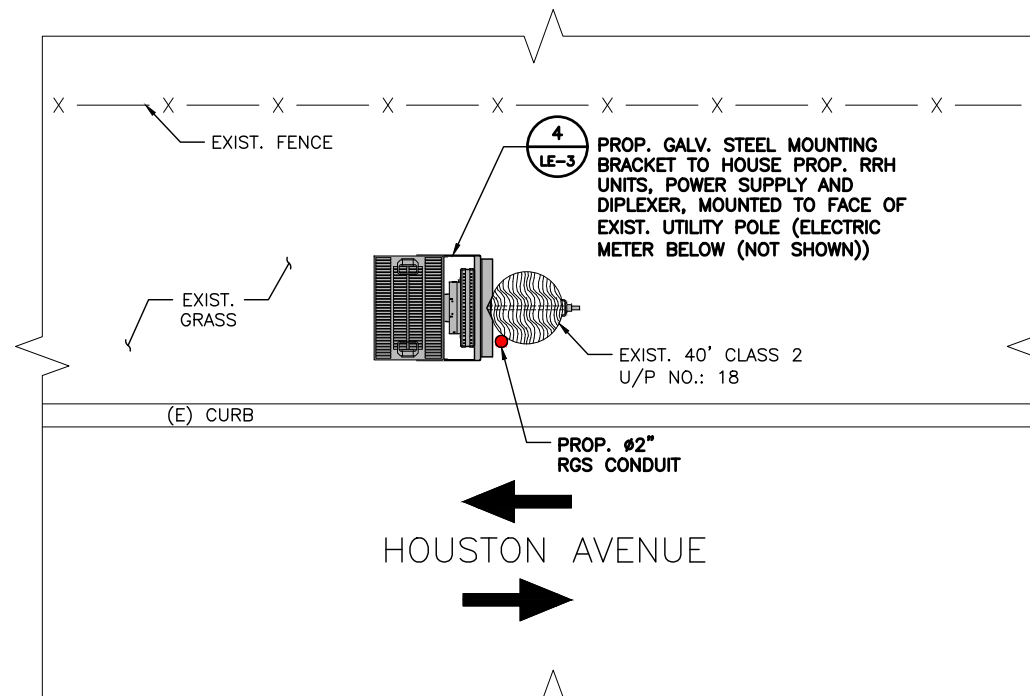 X X X X X X X X X
EXIST. FENCE
4
LE-3
PROP. GALV. STEEL MOUNTING
BRACKET TO HOUSE PROP. RRH
UNITS, POWER SUPPLY AND
DIPLEXER, MOUNTED TO FACE OF
EXIST. UTILITY POLE (ELECTRIC
METER BELOW (NOT SHOWN))
EXIST.
GRASS
EXIST. 40' CLASS 2
U/P NO.: 18
(E) CURB
PROP. ø2"
RGS CONDUIT
HOUSTON AVENUE